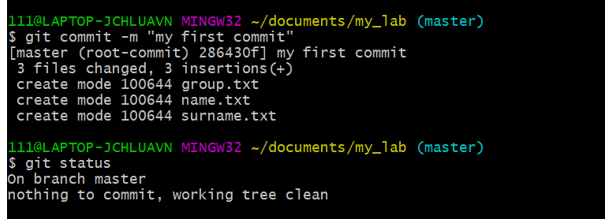 111@LAPTOP-JCHLUAVN MINGW32 ~/documents/my_lab (master)
$ git commit -m "my first commit"
[master (root-commit) 286430f] my first commit
 3 files changed, 3 insertions(+)
 create mode 100644 group.txt
 create mode 100644 name.txt
 create mode 100644 surname.txt
111@LAPTOP-JCHLUAVN MINGW32 ~/documents/my_lab (master)
$ git status
On branch master
nothing to commit, working tree clean